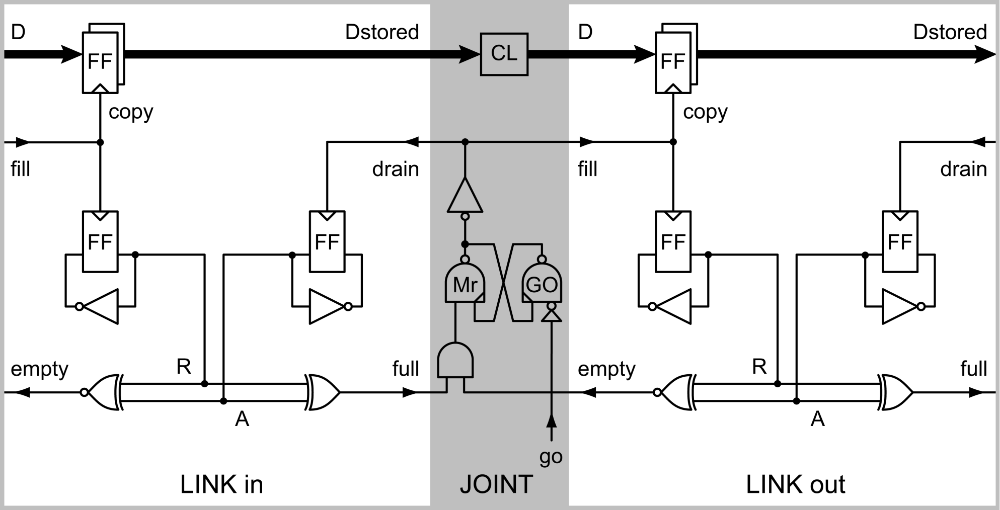 D Dstored D Dstored
FF CL FF
copy copy
fill drain fill drain
FF FF FF FF
Mr GO
empty R full empty R full
A A
go
LINK in JOINT LINK out